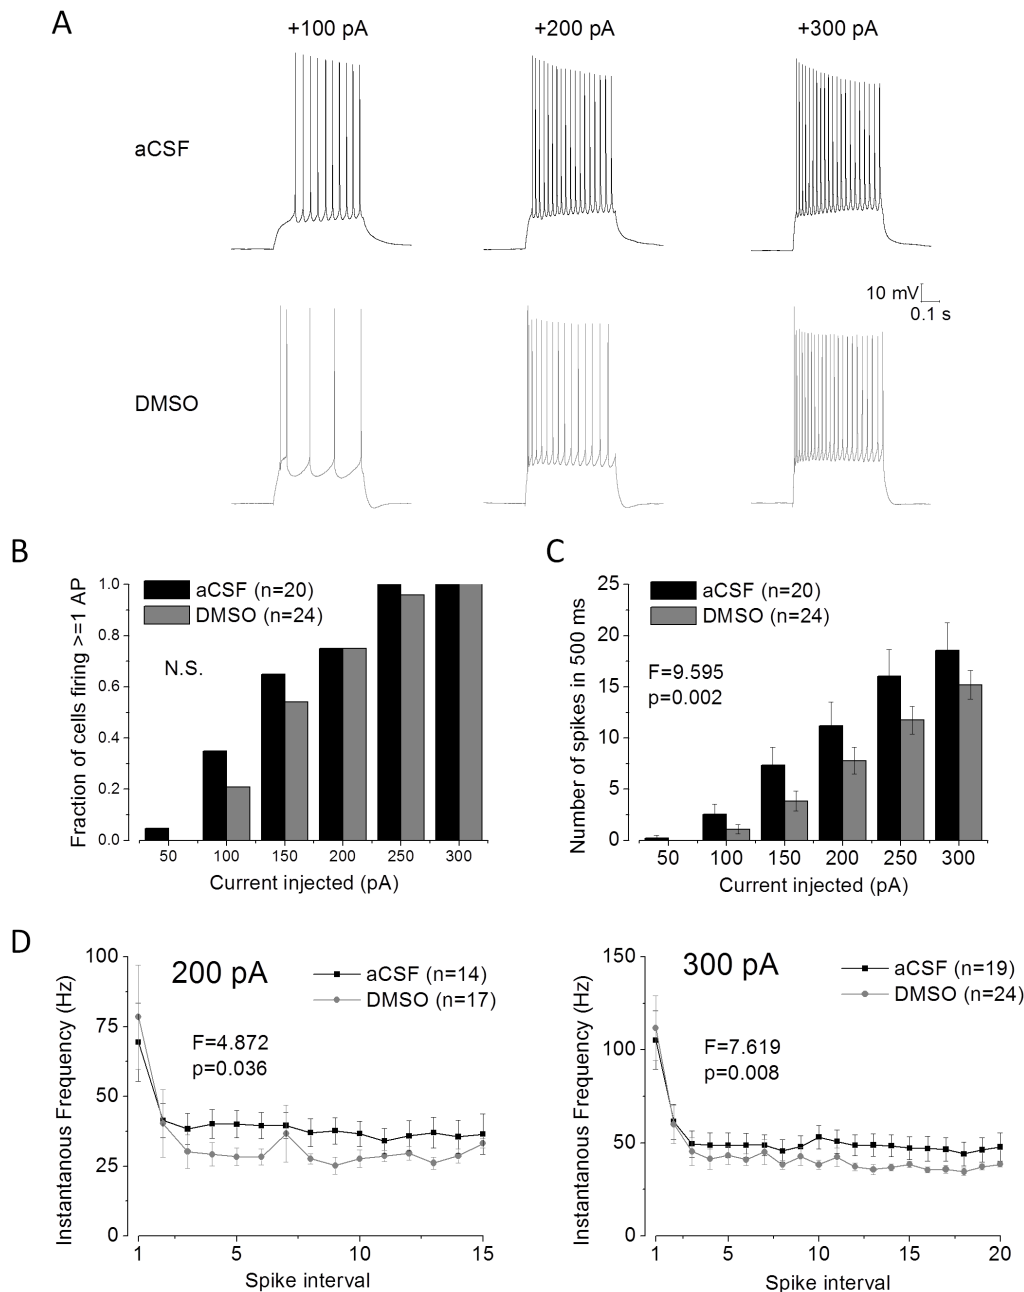 A
+100 pA
+200 pA
+300 pA
aCSF
10 mV
0.1 s
DMSO
B
Fraction of cells firing >=1 AP
1.0
0.8
0.6
0.4
0.2
0.0
aCSF (n=20)
DMSO (n=24)
N.S.
50 100 150 200 250 300
Current injected (pA)
C
Number of spikes in 500 ms
25
20
15
10
5
0
aCSF (n=20)
DMSO (n=24)
F=9.595
p=0.002
50 100 150 200 250 300
Current injected (pA)
D
Instantanous Frequency (Hz)
100
75
50
25
0
200 pA
aCSF (n=14)
DMSO (n=17)
F=4.872
p=0.036
1 5 10 15
Spike interval
Instantanous Frequency (Hz)
150
100
50
0
300 pA
aCSF (n=19)
DMSO (n=24)
F=7.619
p=0.008
1 5 10 15 20
Spike interval